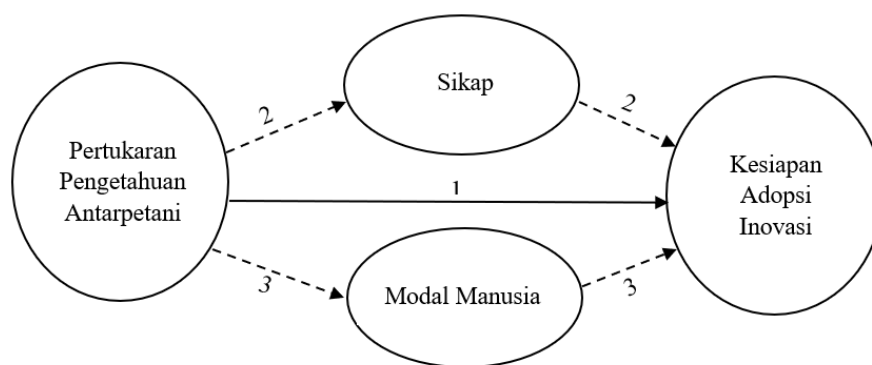 Pertukaran
Pengetahuan
Antarpetani
2
Sikap
2
1
3
Modal Manusia
3
Kesiapan
Adopsi
Inovasi